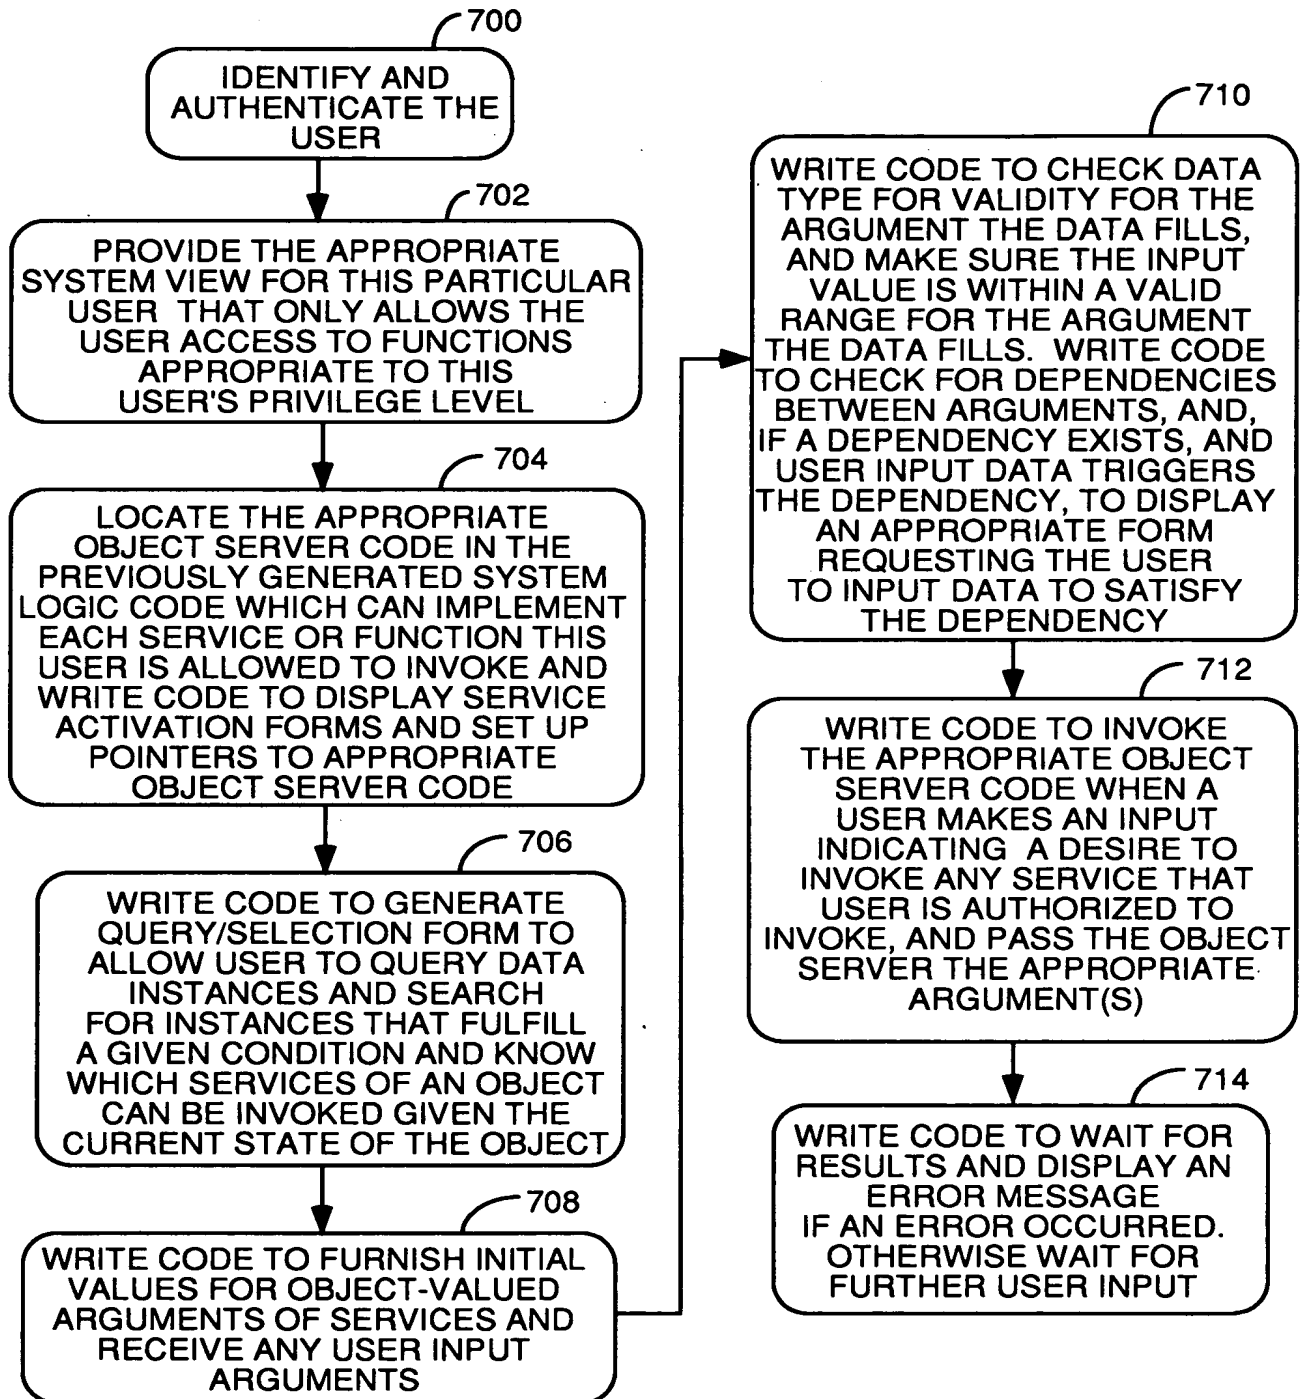 700
IDENTIFY AND
AUTHENTICATE THE
USER
702
PROVIDE THE APPROPRIATE
SYSTEM VIEW FOR THIS PARTICULAR
USER THAT ONLY ALLOWS THE
USER ACCESS TO FUNCTIONS
APPROPRIATE TO THIS
USER'S PRIVILEGE LEVEL
704
LOCATE THE APPROPRIATE
OBJECT SERVER CODE IN THE
PREVIOUSLY GENERATED SYSTEM
LOGIC CODE WHICH CAN IMPLEMENT
EACH SERVICE OR FUNCTION THIS
USER IS ALLOWED TO INVOKE AND
WRITE CODE TO DISPLAY SERVICE
ACTIVATION FORMS AND SET UP
POINTERS TO APPROPRIATE
OBJECT SERVER CODE
706
WRITE CODE TO GENERATE
QUERY/SELECTION FORM TO
ALLOW USER TO QUERY DATA
INSTANCES AND SEARCH
FOR INSTANCES THAT FULFILL
A GIVEN CONDITION AND KNOW
WHICH SERVICES OF AN OBJECT
CAN BE INVOKED GIVEN THE
CURRENT STATE OF THE OBJECT
708
WRITE CODE TO FURNISH INITIAL
VALUES FOR OBJECT-VALUED
ARGUMENTS OF SERVICES AND
RECEIVE ANY USER INPUT
ARGUMENTS
710
WRITE CODE TO CHECK DATA
TYPE FOR VALIDITY FOR THE
ARGUMENT THE DATA FILLS,
AND MAKE SURE THE INPUT
VALUE IS WITHIN A VALID
RANGE FOR THE ARGUMENT
THE DATA FILLS. WRITE CODE
TO CHECK FOR DEPENDENCIES
BETWEEN ARGUMENTS, AND,
IF A DEPENDENCY EXISTS, AND
USER INPUT DATA TRIGGERS
THE DEPENDENCY, TO DISPLAY
AN APPROPRIATE FORM
REQUESTING THE USER
TO INPUT DATA TO SATISFY
THE DEPENDENCY
712
WRITE CODE TO INVOKE
THE APPROPRIATE OBJECT
SERVER CODE WHEN A
USER MAKES AN INPUT
INDICATING A DESIRE TO
INVOKE ANY SERVICE THAT
USER IS AUTHORIZED TO
INVOKE, AND PASS THE OBJECT
SERVER THE APPROPRIATE
ARGUMENT(S)
714
WRITE CODE TO WAIT FOR
RESULTS AND DISPLAY AN
ERROR MESSAGE
IF AN ERROR OCCURRED.
OTHERWISE WAIT FOR
FURTHER USER INPUT